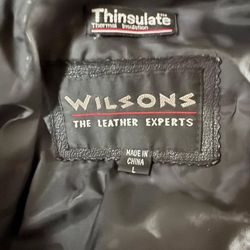 Thinsulate
Thermal Insulation
WILSONS
THE LEATHER EXPERTS
MADE IN
CHINA
L